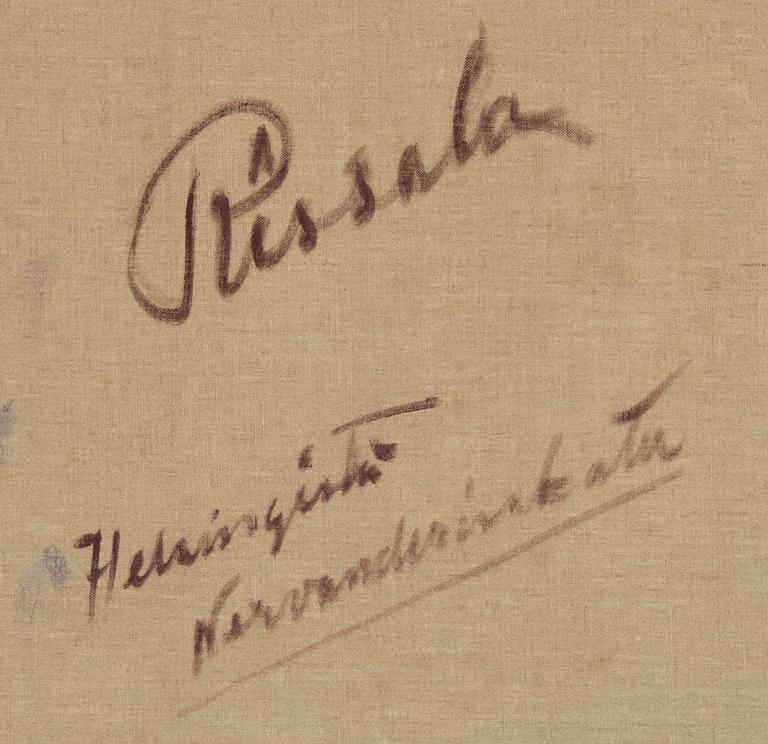 Rissala
Helsingistä
Nervanderinkatu